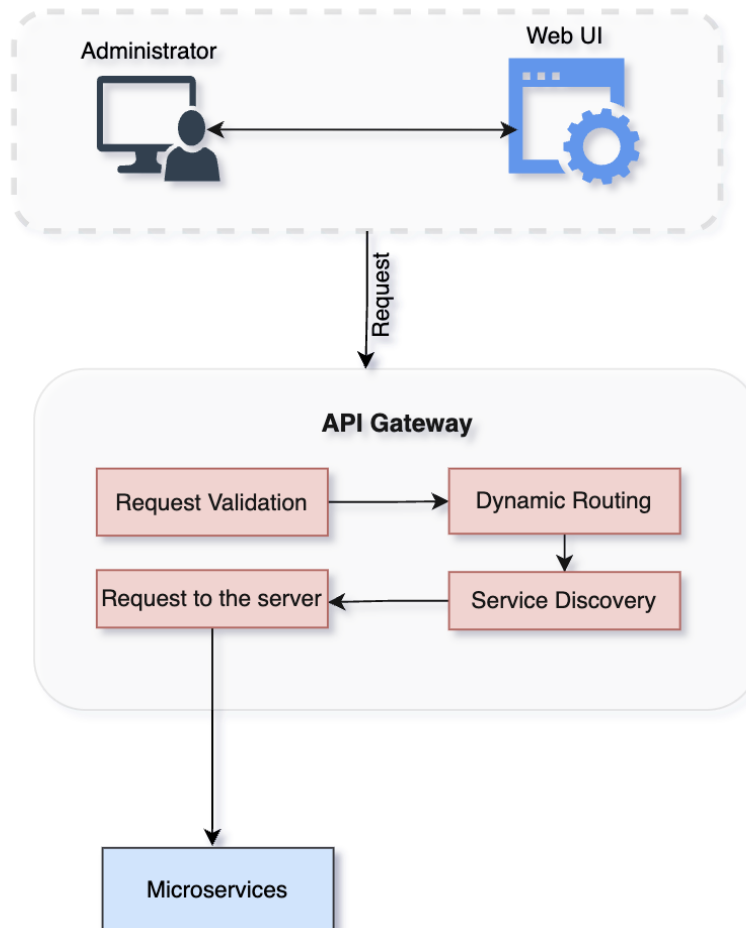 Administrator
Web UI
Request
API Gateway
Request Validation
Dynamic Routing
Request to the server
Service Discovery
Microservices